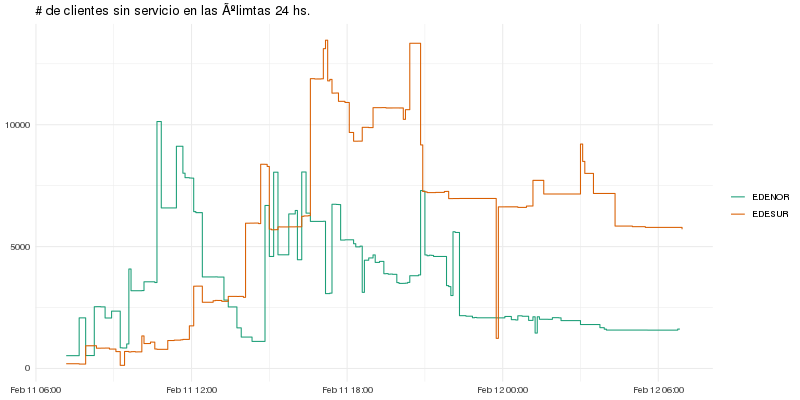 # de clientes sin servicio en las Ãºlimtas 24 hs.
10000
5000
0
Feb 11 06:00
Feb 11 12:00
Feb 11 18:00
Feb 12 00:00
Feb 12 06:00
EDENOR
EDESUR